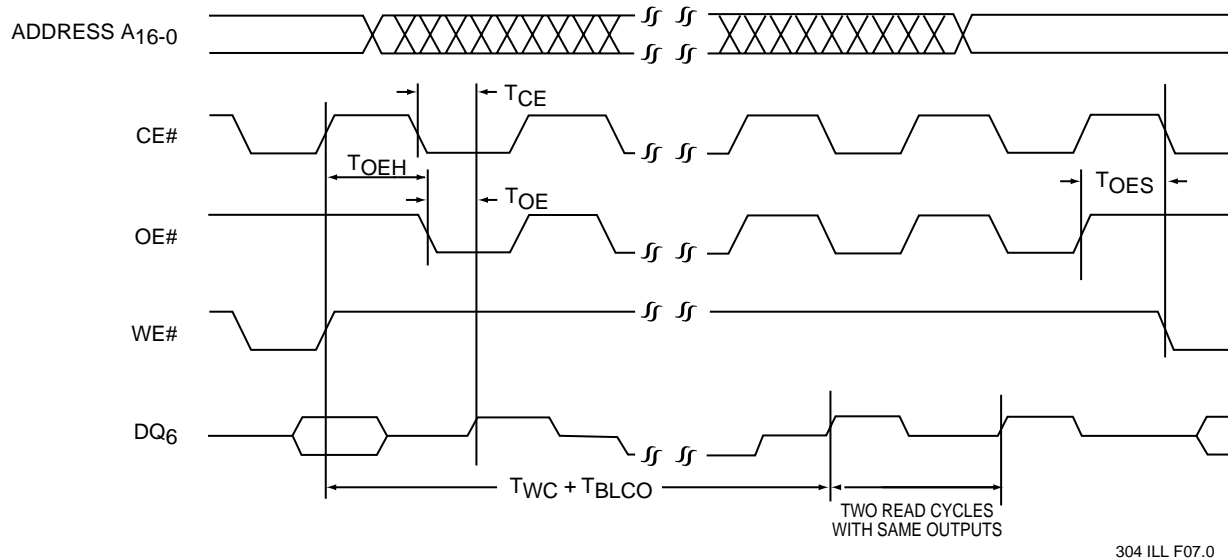 ADDRESS A16-0
TCE
CE#
TOEH
TOES
TOE
OE#
WE#
DQ6
TWC + TBLCO
TWO READ CYCLES
WITH SAME OUTPUTS
304 ILL F07.0